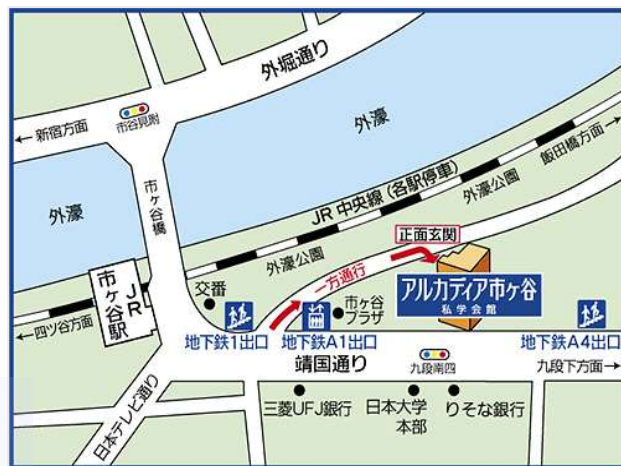 外堀通り
← 新宿方面
市谷見附
外濠
飯田橋方面 →
市ヶ谷橋
JR 中央線(各駅停車)
外濠公園
外濠
外濠公園
正面玄関
一方通行
アルカディア市ヶ谷
私学会館
JR
市ヶ谷駅
交番
市ヶ谷
プラザ
← 四ツ谷方面
地下鉄1出口
地下鉄A1出口
地下鉄A4出口
靖国通り
九段南四
九段下方面→
日本テレビ通り
三菱UFJ銀行
日本大学
本部
りそな銀行